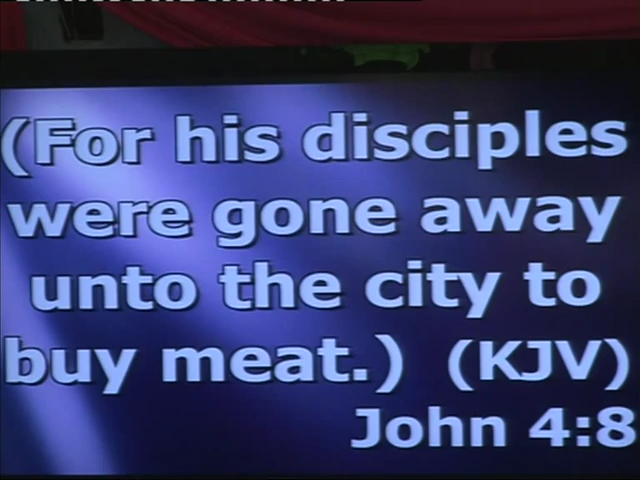 (For his disciples
were gone away
unto the city to
buy meat.) (KJV)
John 4:8